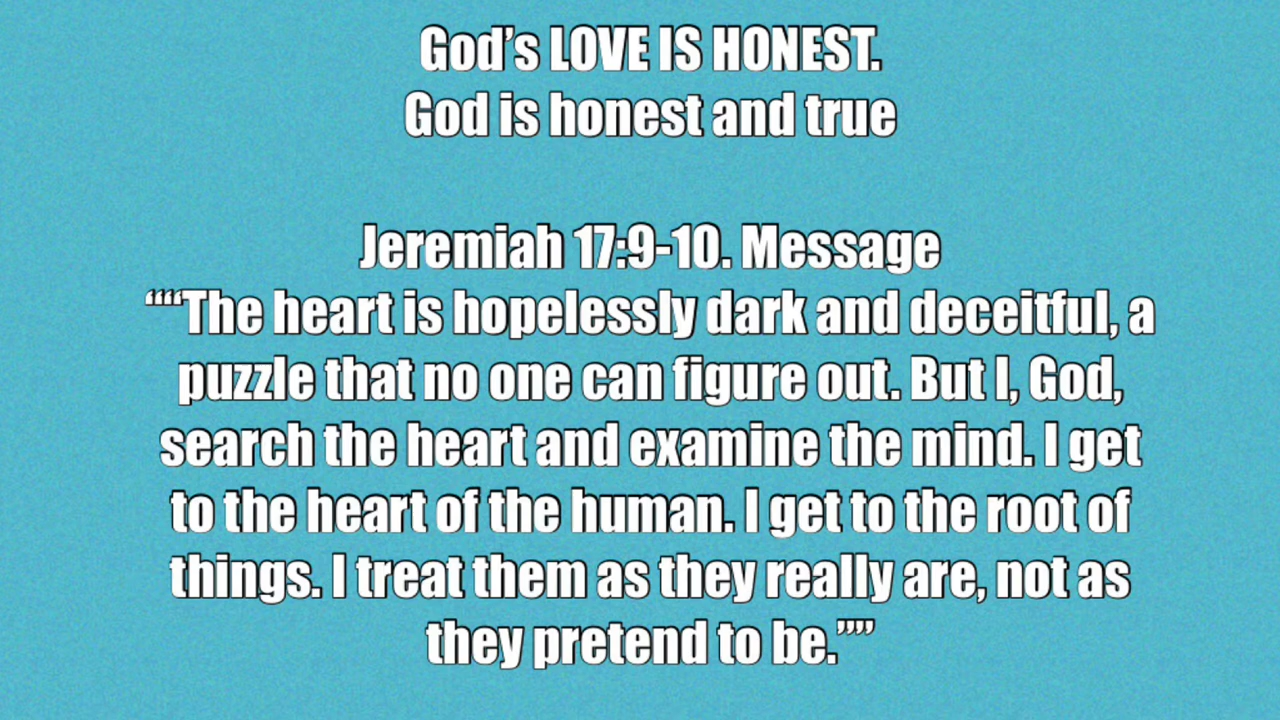 God’s LOVE IS HONEST.
God is honest and true
Jeremiah 17:9-10. Message
““The heart is hopelessly dark and deceitful, a
puzzle that no one can figure out. But I, God,
search the heart and examine the mind. I get
to the heart of the human. I get to the root of
things. I treat them as they really are, not as
they pretend to be.””